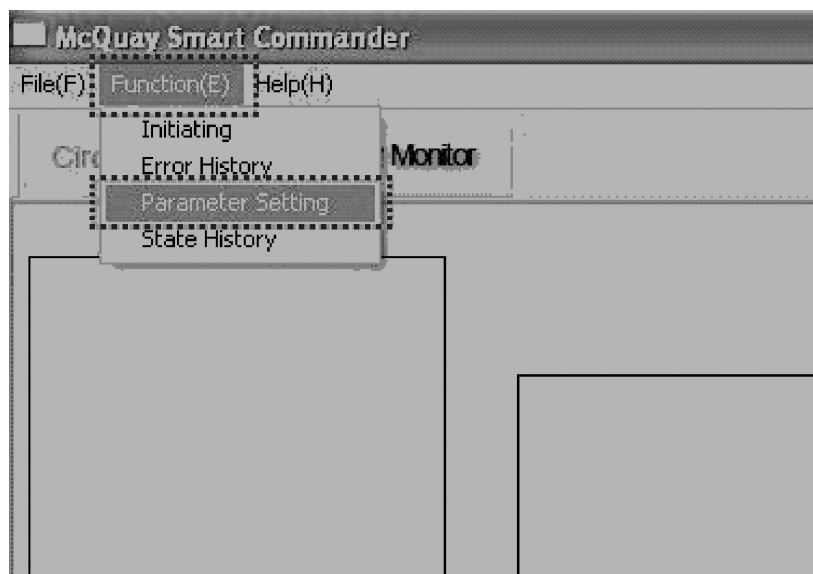 McQuay Smart Commander
File(F) Function(E) Help(H)
Initiating
Monitor
Error History
Parameter Setting
State History